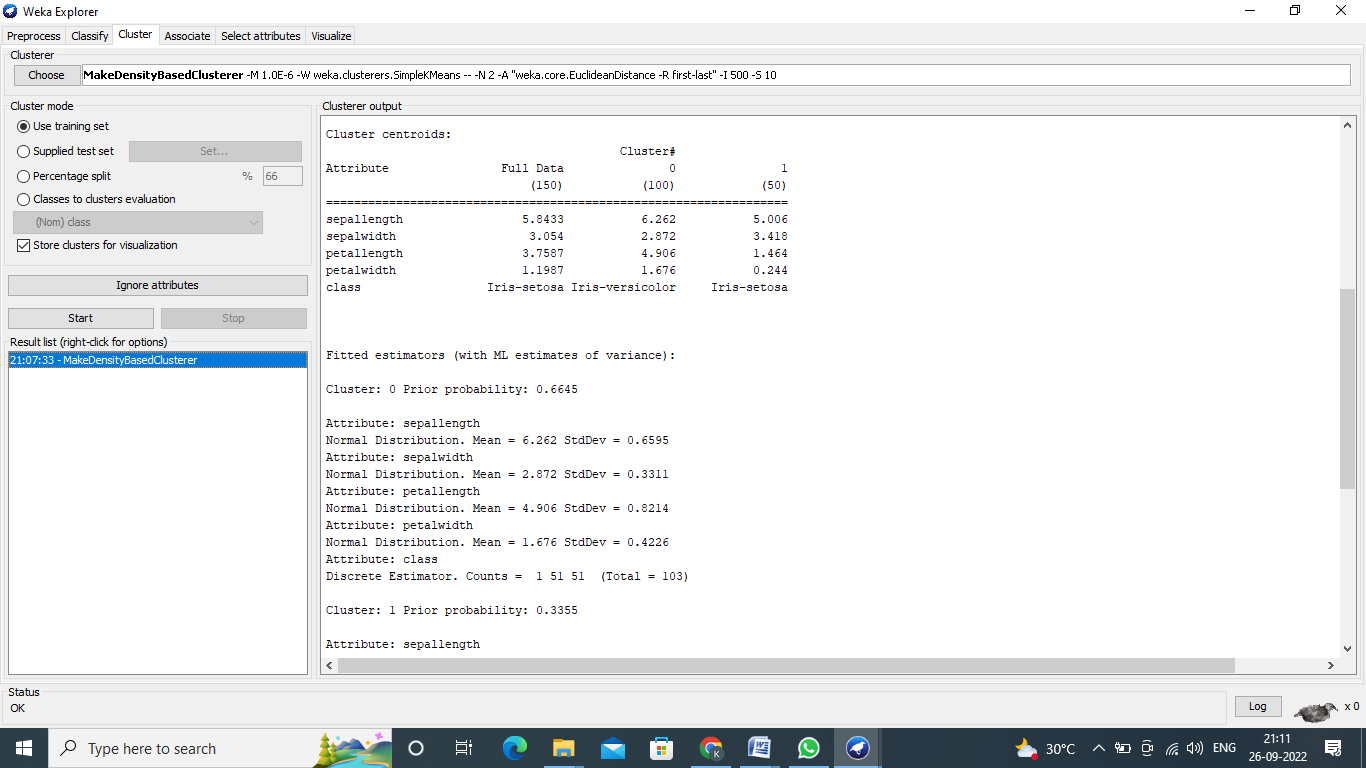 Weka Explorer
Preprocess Classify Cluster Associate Select attributes Visualize
Clusterer
Choose MakeDensityBasedClusterer -M 1.0E-6 -W weka.clusterers.SimpleKMeans -- -N 2 -A "weka.core.EuclideanDistance -R first-last" -I 500 -S 10
Cluster mode
Use training set
Supplied test set Set...
Percentage split % 66
Classes to clusters evaluation
(Nom) class
Store clusters for visualization
Ignore attributes
Start Stop
Result list (right-click for options)
21:07:33 - MakeDensityBasedClusterer
Clusterer output
Cluster centroids:
Cluster#
Attribute Full Data 0 1
(150) (100) (50)
==================================================================
sepallength 5.8433 6.262 5.006
sepalwidth 3.054 2.872 3.418
petallength 3.7587 4.906 1.464
petalwidth 1.1987 1.676 0.244
class Iris-setosa Iris-versicolor Iris-setosa
Fitted estimators (with ML estimates of variance):
Cluster: 0 Prior probability: 0.6645
Attribute: sepallength
Normal Distribution. Mean = 6.262 StdDev = 0.6595
Attribute: sepalwidth
Normal Distribution. Mean = 2.872 StdDev = 0.3311
Attribute: petallength
Normal Distribution. Mean = 4.906 StdDev = 0.8214
Attribute: petalwidth
Normal Distribution. Mean = 1.676 StdDev = 0.4226
Attribute: class
Discrete Estimator. Counts = 1 51 51 (Total = 103)
Cluster: 1 Prior probability: 0.3355
Attribute: sepallength
Status
OK
Log x 0
Type here to search
K
W
30°C
ENG
21:11
26-09-2022